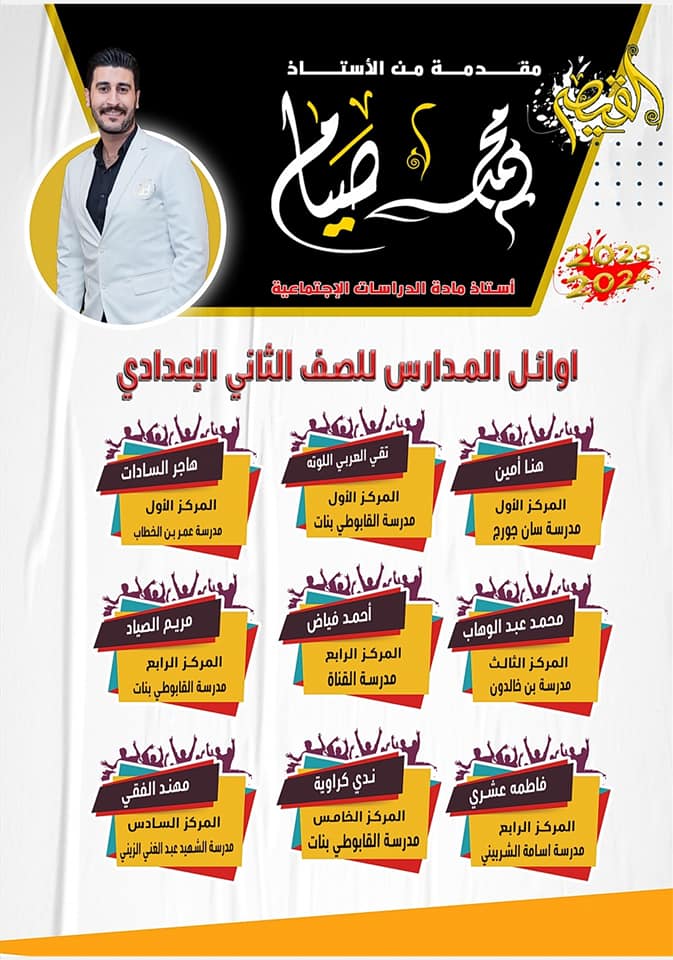 مقدمة من الأستاذ
القيصر
محمد صيام
2023
2024
أستاذ مادة الدراسات الإجتماعية
اوائل المدارس للصف الثاني الإعدادي
هنا أمين
المركز الأول
مدرسة سان جورج
تقي العربي اللوته
المركز الأول
مدرسة القابوطي بنات
هاجر السادات
المركز الأول
مدرسة عمر بن الخطاب
محمد عبد الوهاب
المركز الثالث
مدرسة بن خالدون
أحمد فياض
المركز الرابع
مدرسة القناة
مريم الصياد
المركز الرابع
مدرسة القابوطي بنات
فاطمه عشري
المركز الرابع
مدرسة اسامة الشربيني
ندي كراوية
المركز الخامس
مدرسة القابوطي بنات
مهند الفقي
المركز السادس
مدرسة الشهيد عبد الغني الزيني